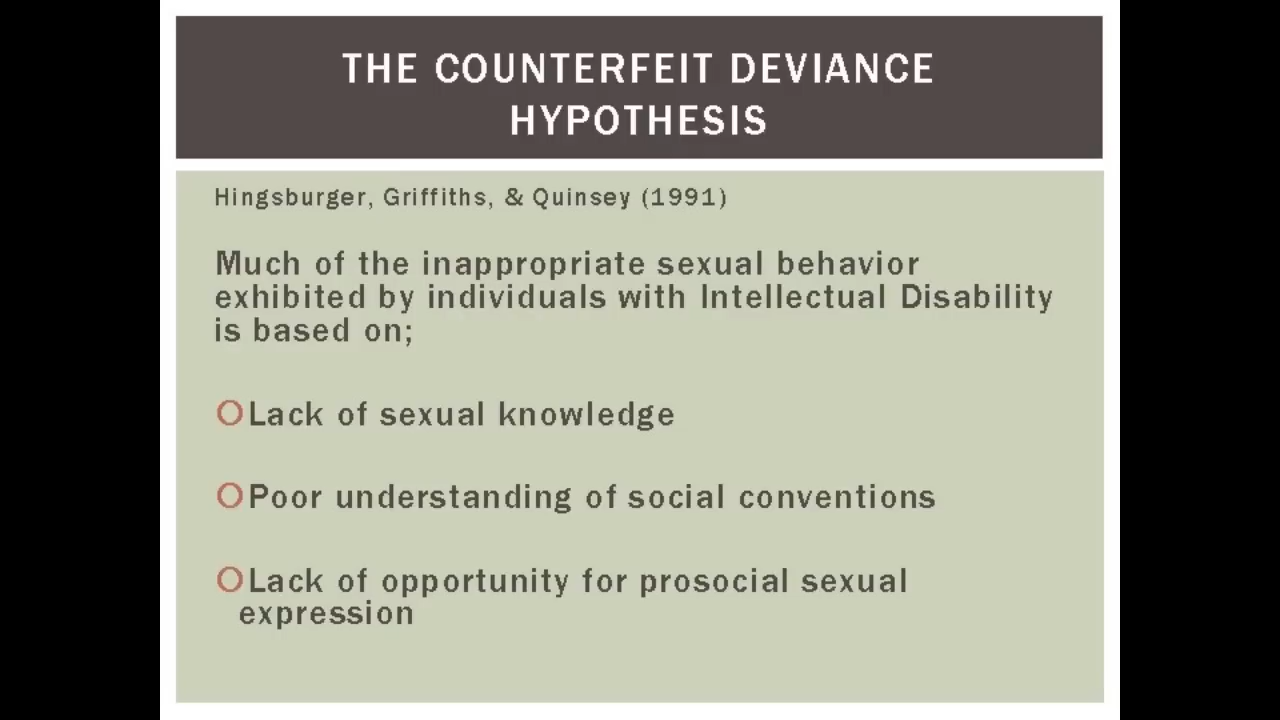 THE COUNTERFEIT DEVIANCE
HYPOTHESIS
Hingsburger, Griffiths, & Quinsey (1991)
Much of the inappropriate sexual behavior
exhibited by individuals with Intellectual Disability
is based on;
Lack of sexual knowledge
Poor understanding of social conventions
Lack of opportunity for prosocial sexual
expression